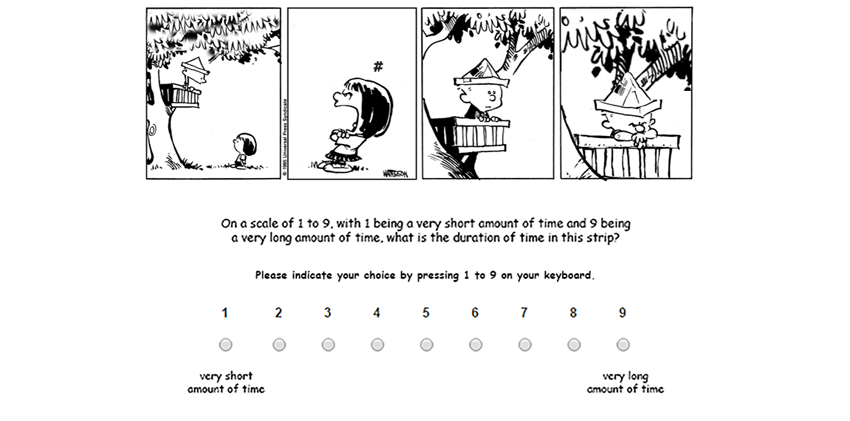 #
© 1985 Universal Press Syndicate
WATTERSON
On a scale of 1 to 9, with 1 being a very short amount of time and 9 being
a very long amount of time, what is the duration of time in this strip?
Please indicate your choice by pressing 1 to 9 on your keyboard.
1 2 3 4 5 6 7 8 9
very short
amount of time
very long
amount of time